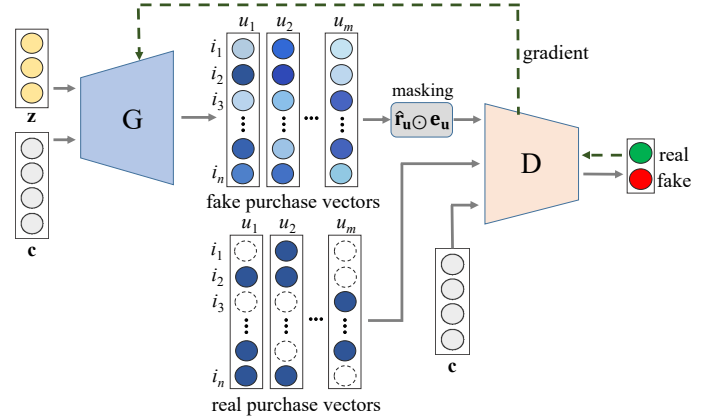 u₁ u₂ uₘ
gradient
i₁
i₂
i₃
iₙ
z
c
G
masking
r̂ᵤ⊙ eᵤ
D
real
fake
fake purchase vectors
u₁ u₂ uₘ
i₁
i₂
i₃
iₙ
c
real purchase vectors